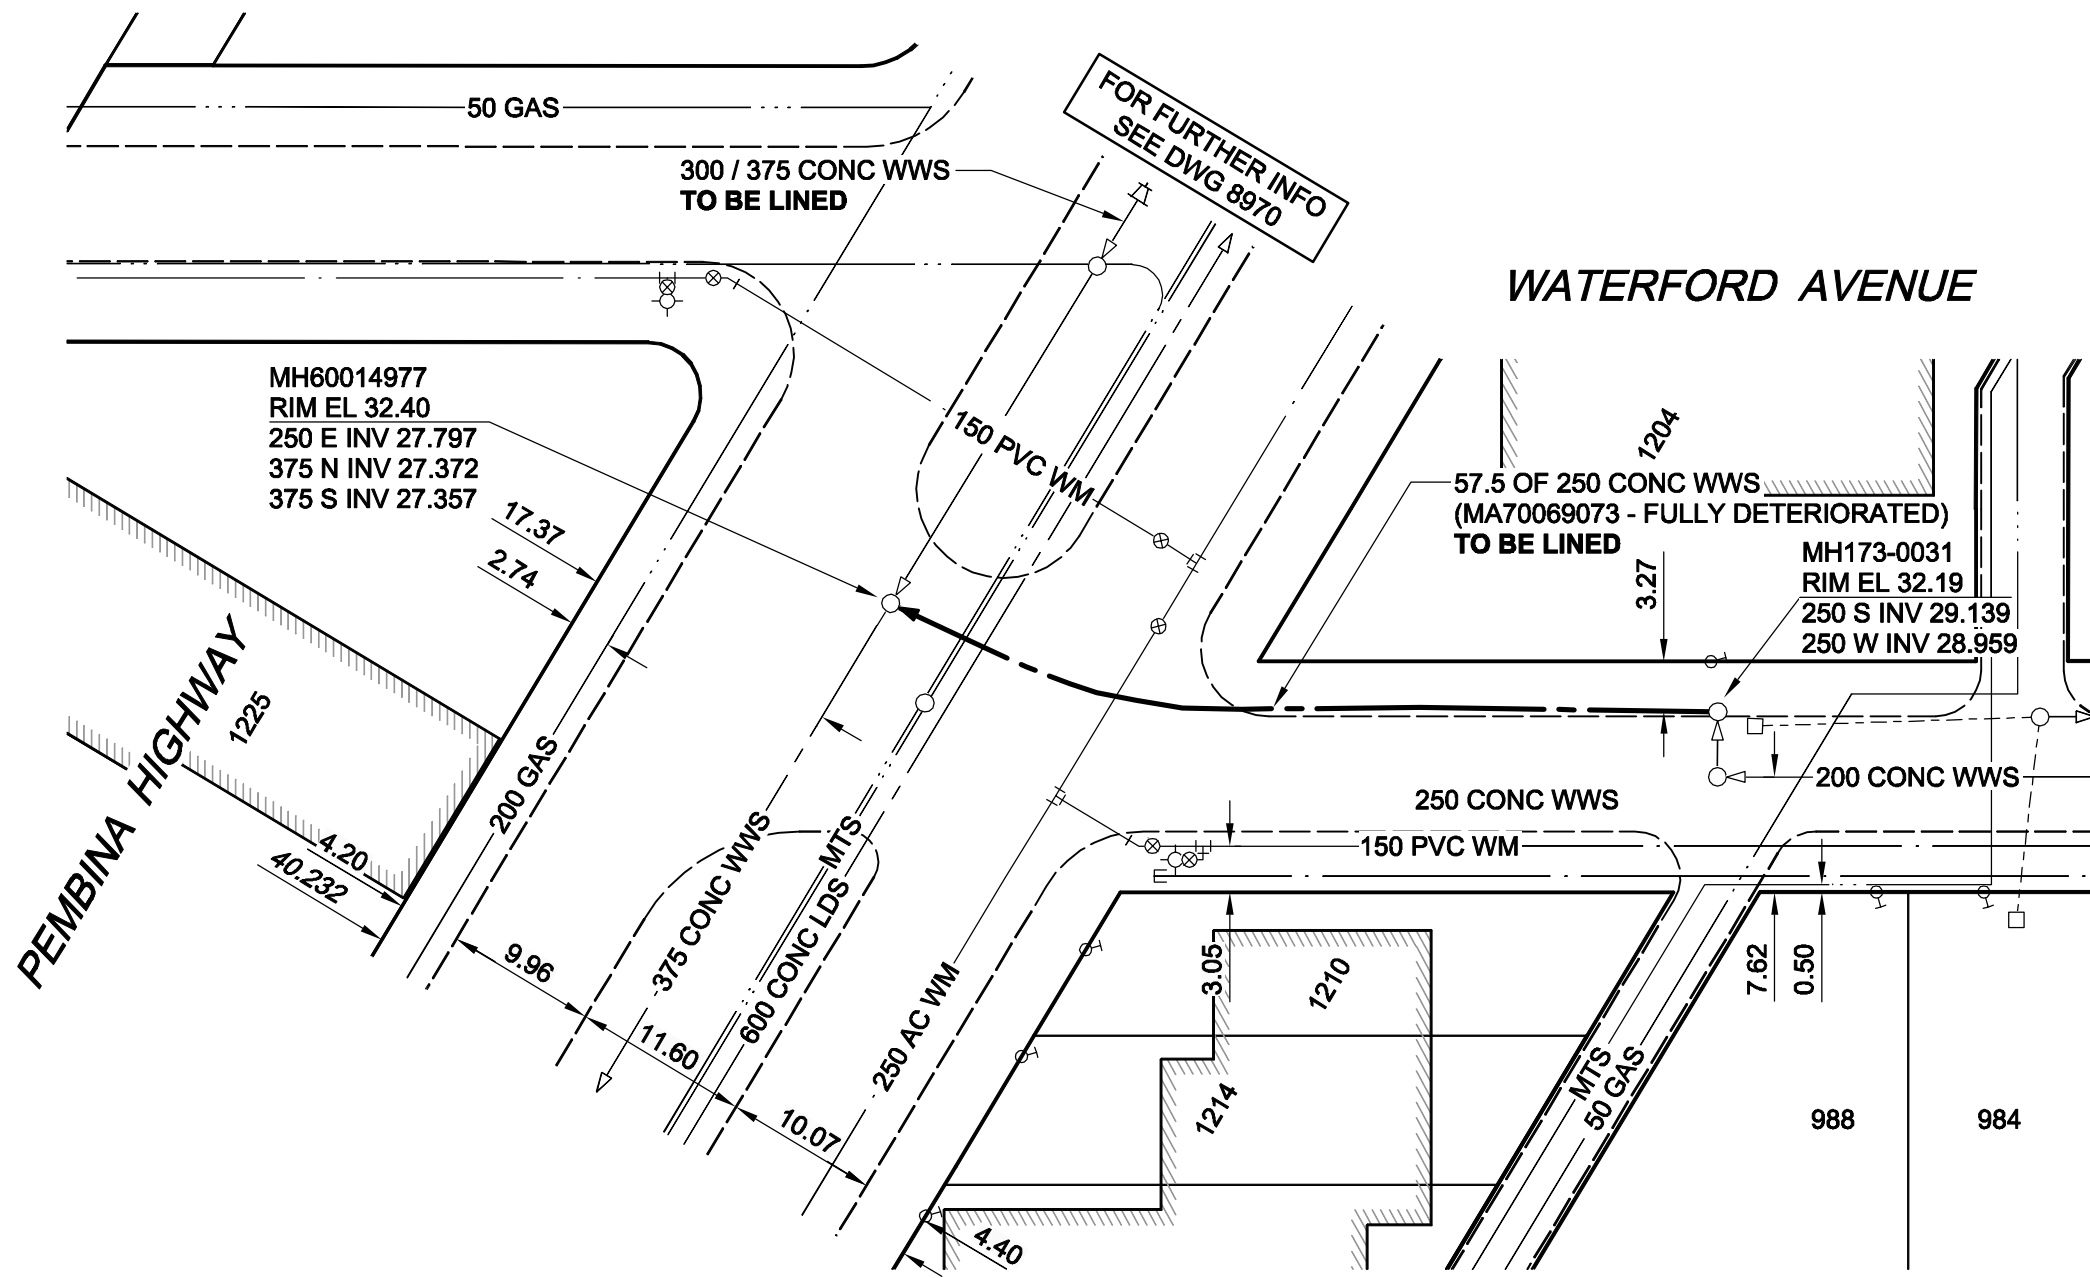 50 GAS
FOR FURTHER INFO
SEE DWG 8970
300 / 375 CONC WWS
TO BE LINED
WATERFORD AVENUE
MH60014977
RIM EL 32.40
250 E INV 27.797
375 N INV 27.372
375 S INV 27.357
150 PVC WM
1204
57.5 OF 250 CONC WWS
(MA70069073 - FULLY DETERIORATED)
TO BE LINED
MH173-0031
RIM EL 32.19
250 S INV 29.139
250 W INV 28.959
17.37
2.74
3.27
PEMBINA HIGHWAY
1225
200 GAS
200 CONC WWS
250 CONC WWS
150 PVC WM
4.20
40.232
375 CONC WWS
MTS
600 CONC LDS
250 AC WM
9.96
11.60
10.07
3.05
1210
7.62
0.50
1214
MTS
50 GAS
988
984
4.40